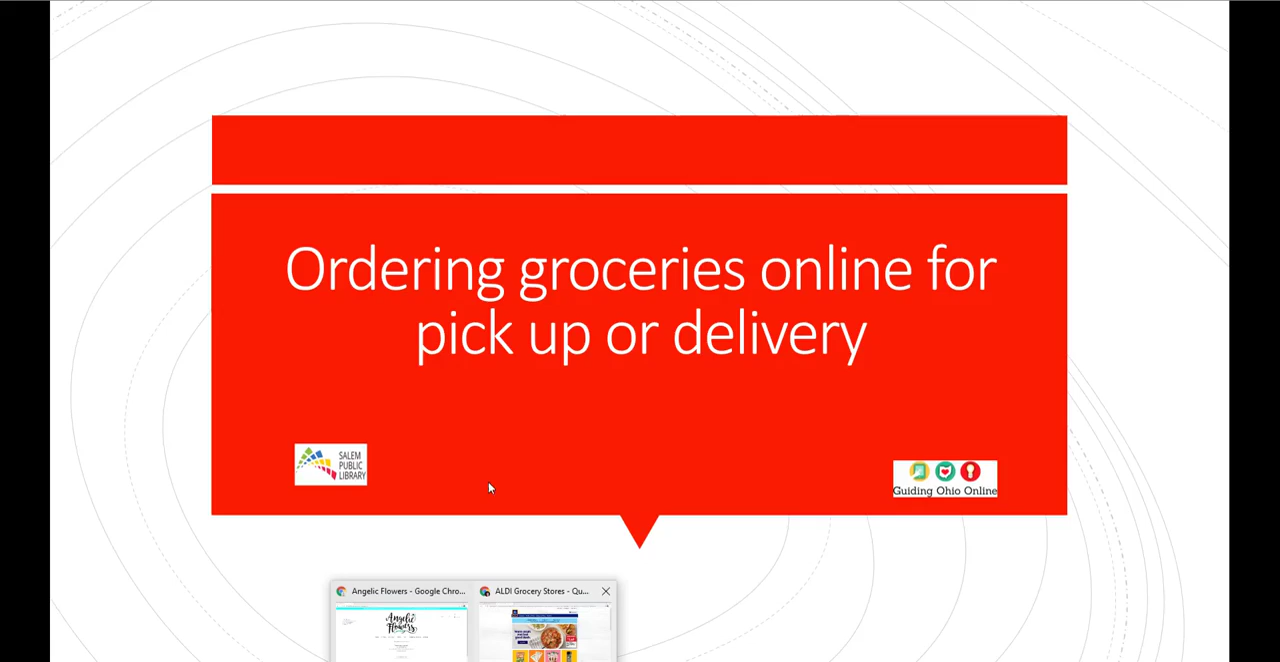 Ordering groceries online for
pick up or delivery
SALEM
PUBLIC
LIBRARY
Guiding Ohio Online
Angelic Flowers - Google Chro...
ALDI Grocery Stores - Qu...
Angelic
Flowers